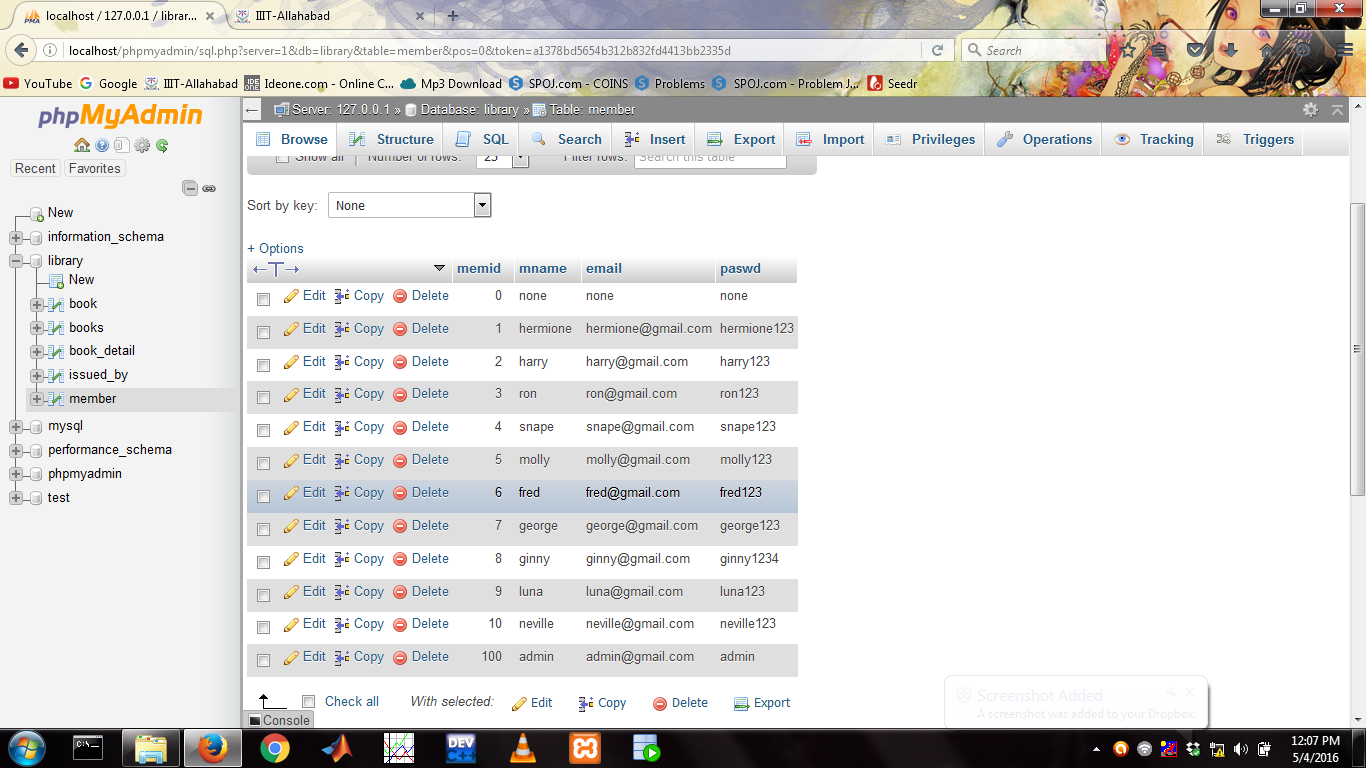 localhost / 127.0.0.1 / librar...
IIIT-Allahabad
localhost/phpmyadmin/sql.php?server=1&db=library&table=member&pos=0&token=a1378bd5654b312b832fd4413bb2335d
Search
YouTube Google IIIT-Allahabad Ideone.com - Online C... Mp3 Download SPOJ.com - COINS Problems SPOJ.com - Problem J... Seedr
phpMyAdmin
Recent Favorites
New
information_schema
library
New
book
books
book_detail
issued_by
member
mysql
performance_schema
phpmyadmin
test
Server: 127.0.0.1 » Database: library » Table: member
Browse Structure SQL Search Insert Export Import Privileges Operations Tracking Triggers
Show all Number of rows: 25 Filter rows: Search this table
Sort by key: None
+ Options
memid mname email paswd
Edit Copy Delete 0 none none none
Edit Copy Delete 1 hermione hermione@gmail.com hermione123
Edit Copy Delete 2 harry harry@gmail.com harry123
Edit Copy Delete 3 ron ron@gmail.com ron123
Edit Copy Delete 4 snape snape@gmail.com snape123
Edit Copy Delete 5 molly molly@gmail.com molly123
Edit Copy Delete 6 fred fred@gmail.com fred123
Edit Copy Delete 7 george george@gmail.com george123
Edit Copy Delete 8 ginny ginny@gmail.com ginny1234
Edit Copy Delete 9 luna luna@gmail.com luna123
Edit Copy Delete 10 neville neville@gmail.com neville123
Edit Copy Delete 100 admin admin@gmail.com admin
Check all With selected: Edit Copy Delete Export
Console
Screenshot Added
A screenshot was added to your Dropbox.
12:07 PM
5/4/2016